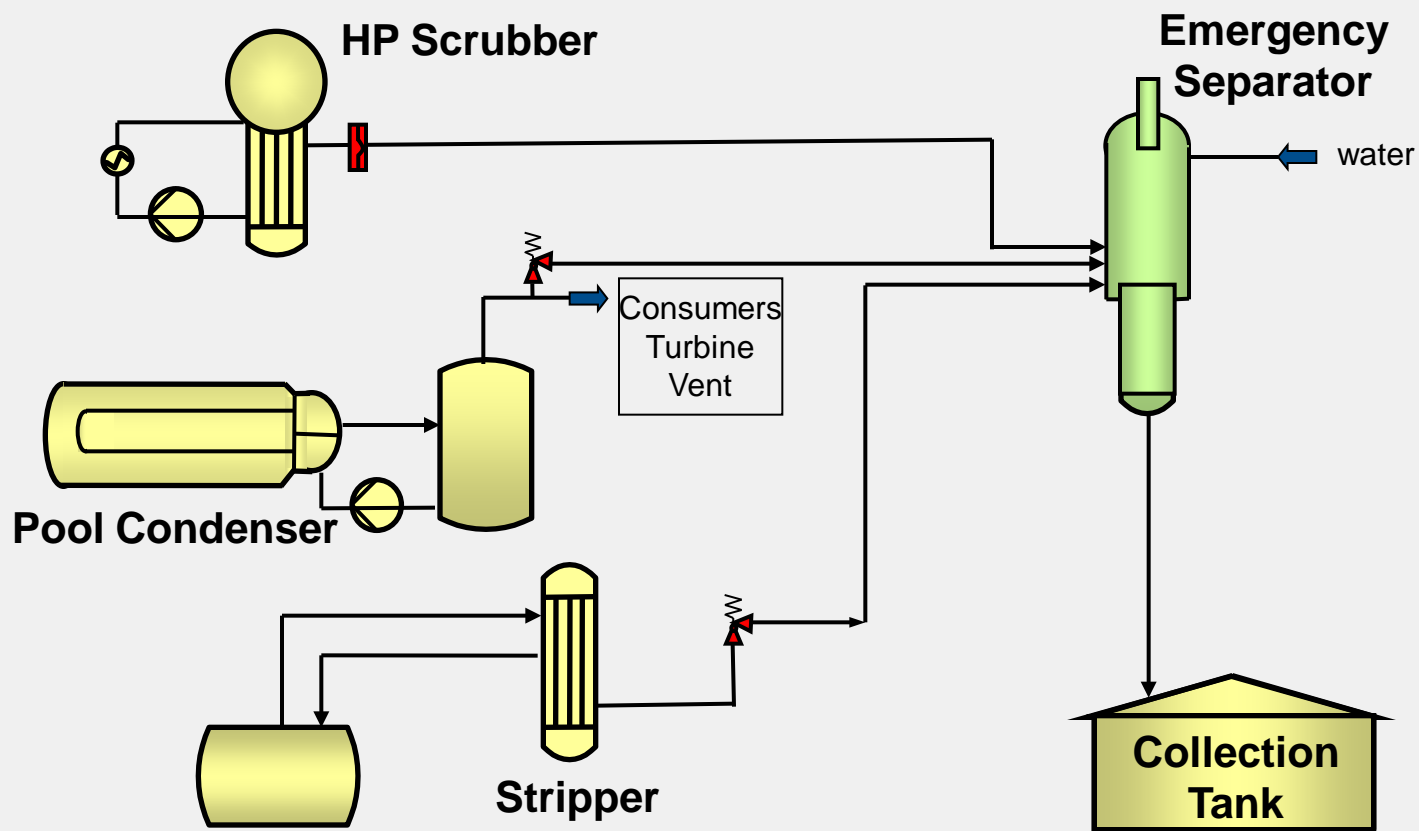 HP Scrubber
Emergency
Separator
water
Consumers
Turbine
Vent
Pool Condenser
Stripper
Collection
Tank